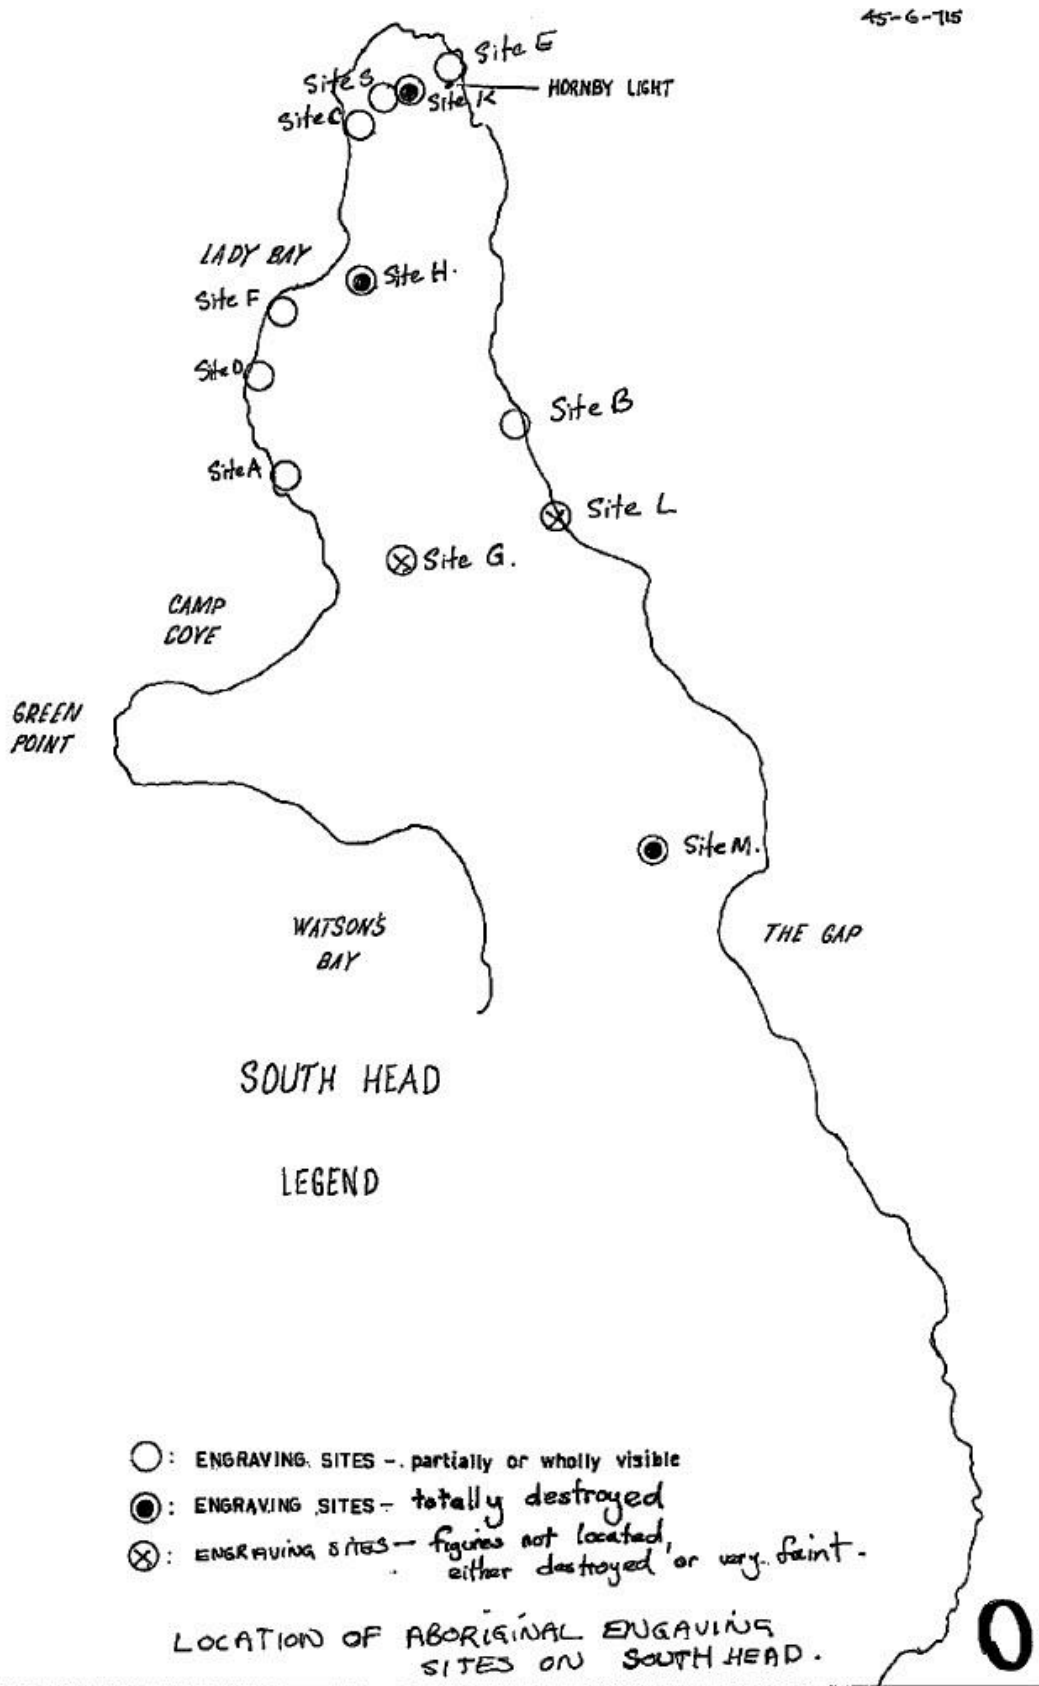 45-6-715
Site E
Site S
HORNBY LIGHT
Site K
Site C
LADY BAY
Site H.
Site F
Site D
Site B
Site A
Site L
Site G.
CAMP
COVE
GREEN
POINT
Site M.
WATSON'S
BAY
THE GAP
SOUTH HEAD
LEGEND
: ENGRAVING SITES - partially or wholly visible
: ENGRAVING SITES - totally destroyed
: ENGRAVING SITES - figures not located,
either destroyed or very faint.
LOCATION OF ABORIGINAL ENGAVING
SITES ON SOUTH HEAD.
O